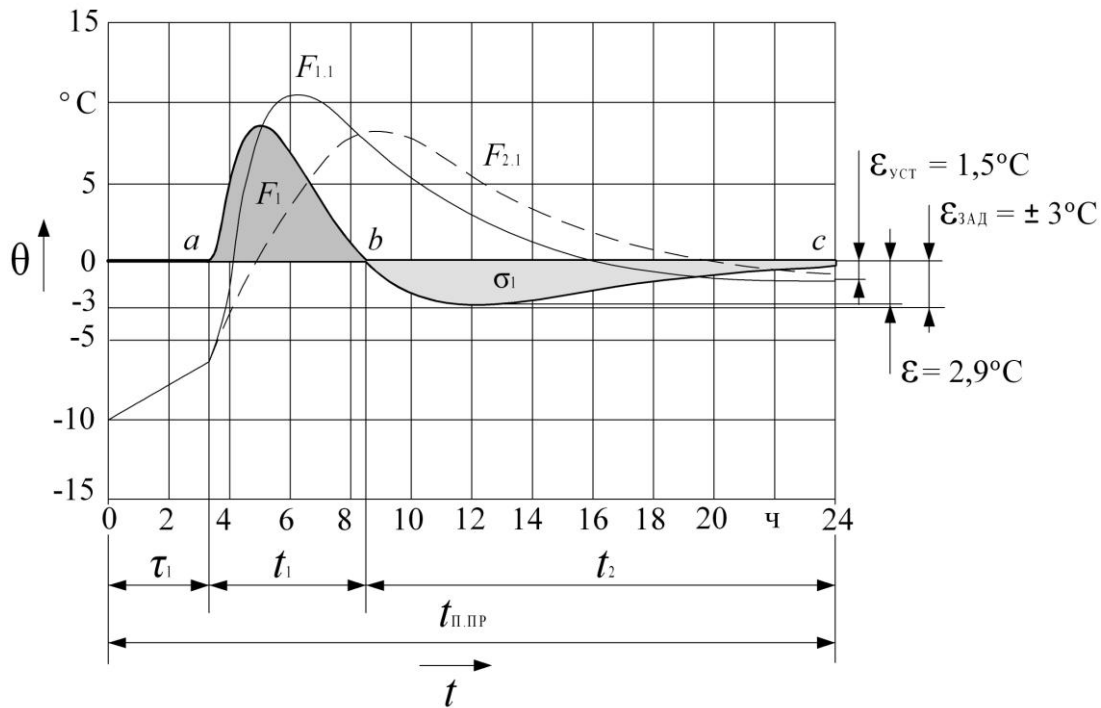 15
°C
5
θ
0
-3
-5
-10
-15
F₁.₁
F₁
F₂.₁
a
b
c
σ₁
εуст = 1,5°C
εЗАД = ± 3°C
ε = 2,9°C
0 2 4 6 8 10 12 14 16 18 20 ч 24
τ₁ t₁ t₂
tП.ПР
t